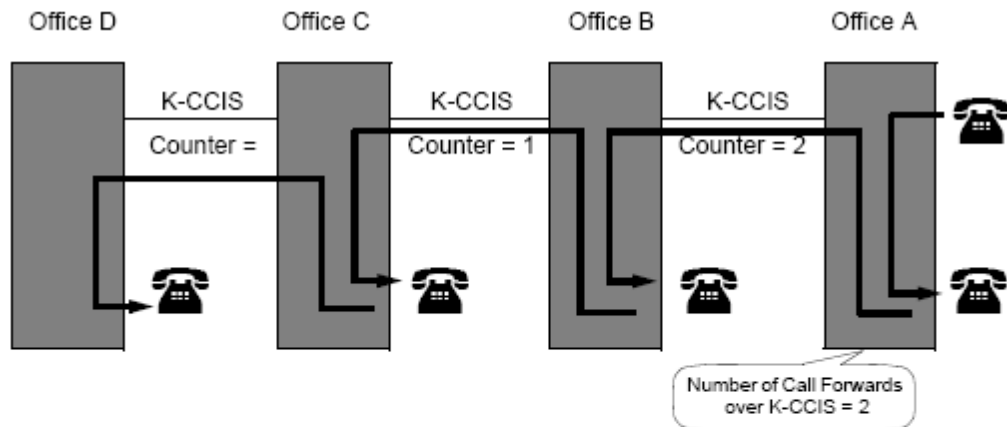 Office D
Office C
Office B
Office A
K-CCIS
K-CCIS
K-CCIS
Counter =
Counter = 1
Counter = 2
Number of Call Forwards
over K-CCIS = 2